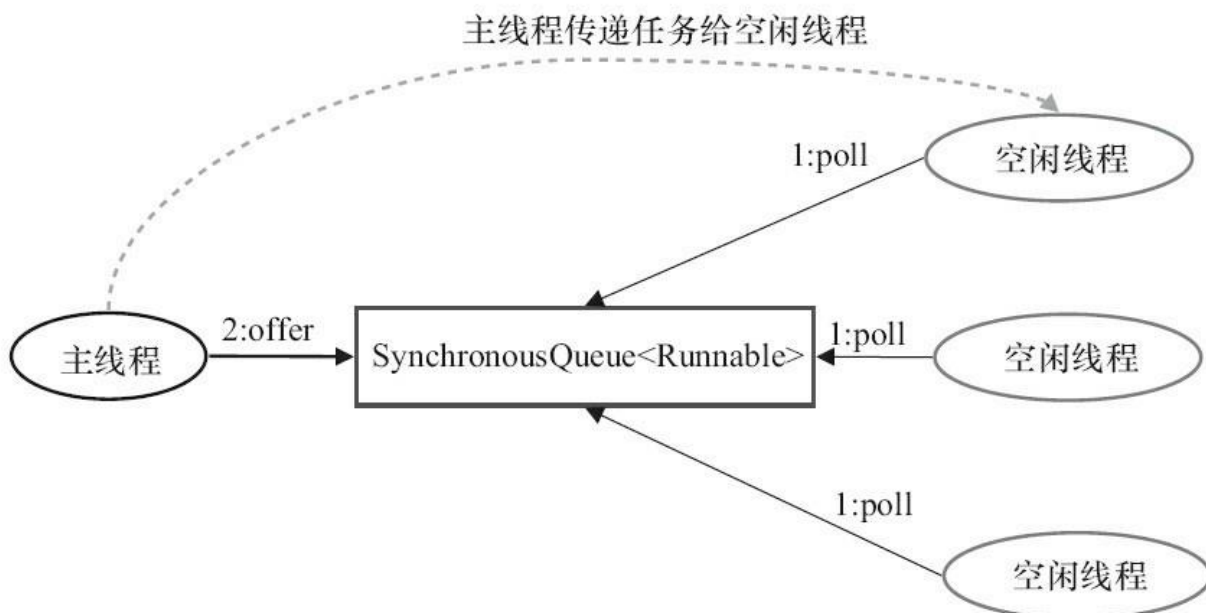 主线程传递任务给空闲线程
1:poll
空闲线程
主线程
2:offer
SynchronousQueue<Runnable>
1:poll
空闲线程
1:poll
空闲线程